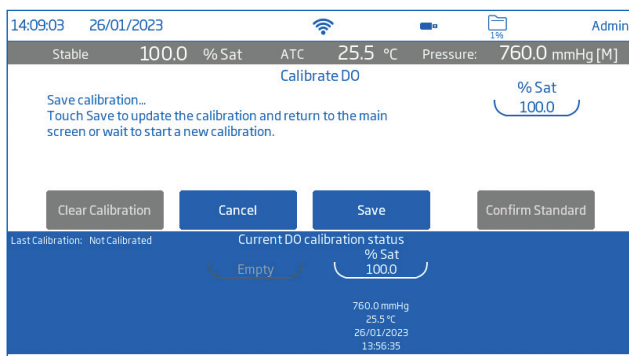 14:09:03 26/01/2023 1% Admin
Stable 100.0 % Sat ATC 25.5 °C Pressure: 760.0 mmHg [M]
Calibrate DO
% Sat
100.0
Save calibration...
Touch Save to update the calibration and return to the main
screen or wait to start a new calibration.
Clear Calibration Cancel Save Confirm Standard
Last Calibration: Not Calibrated Current DO calibration status
% Sat
Empty 100.0
760.0 mmHg
25.5 °C
26/01/2023
13:56:35